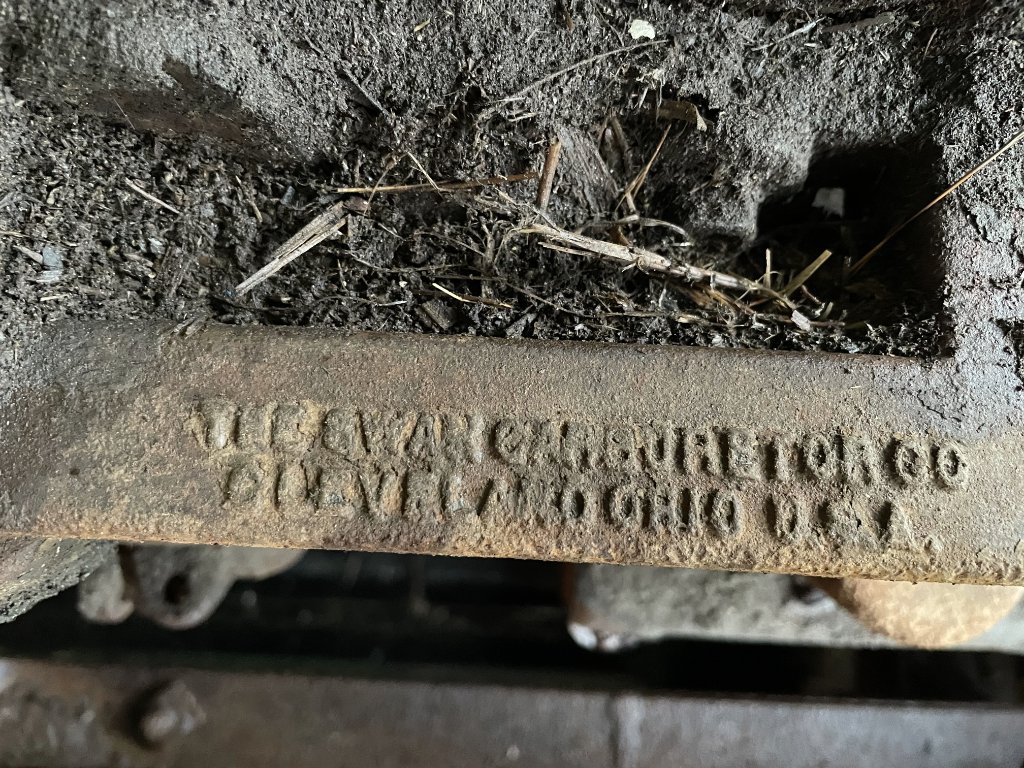 THE SWAN CARBURETOR CO
CLEVELAND OHIO U.S.A.